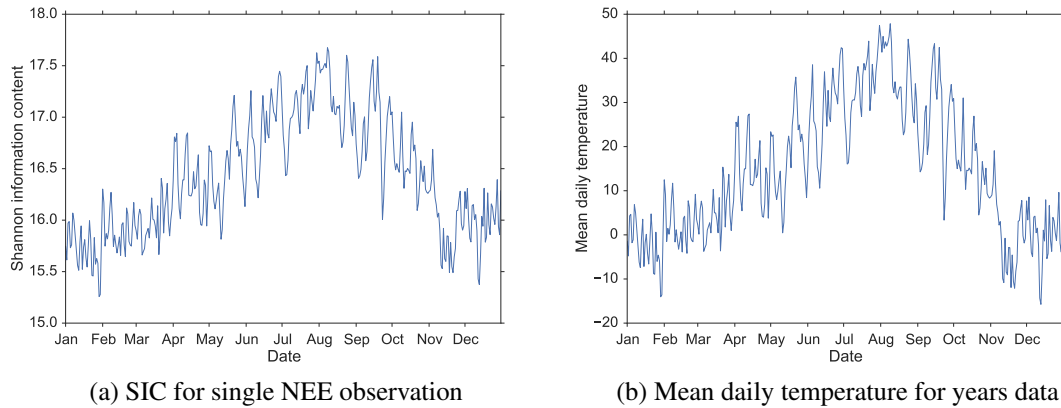 18.0
17.5
17.0
16.5
16.0
15.5
15.0
Shannon information content
Jan Feb Mar Apr May Jun Jul Aug Sep Oct Nov Dec
Date
(a) SIC for single NEE observation
50
40
30
20
10
0
−10
−20
Mean daily temperature
Jan Feb Mar Apr May Jun Jul Aug Sep Oct Nov Dec
Date
(b) Mean daily temperature for years data